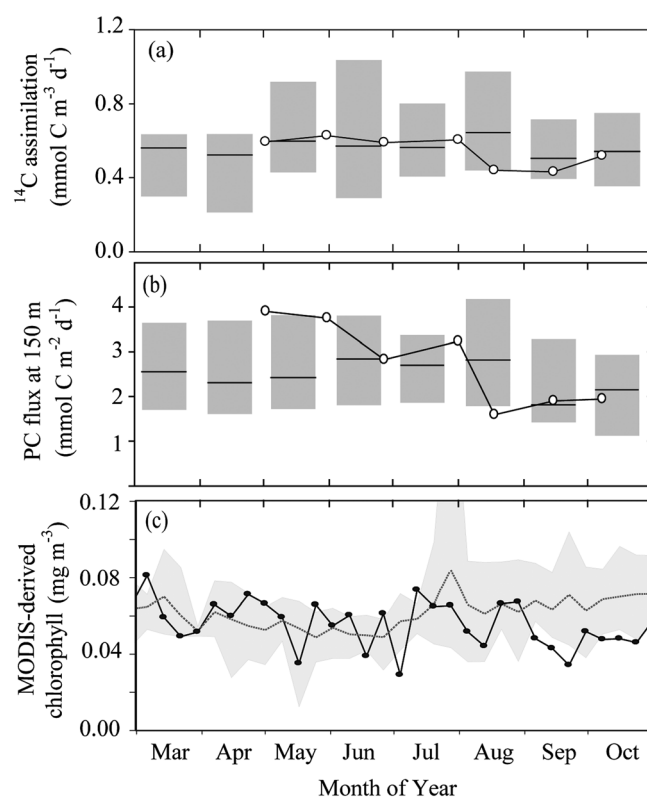 1.2
(a)
0.8
0.4
0.0
¹⁴C assimilation
(mmol C m⁻³ d⁻¹)
(b)
4
3
2
1
PC flux at 150 m
(mmol C m⁻² d⁻¹)
0.12
(c)
0.08
0.04
0.00
MODIS-derived
chlorophyll (mg m⁻³)
Mar Apr May Jun Jul Aug Sep Oct
Month of Year